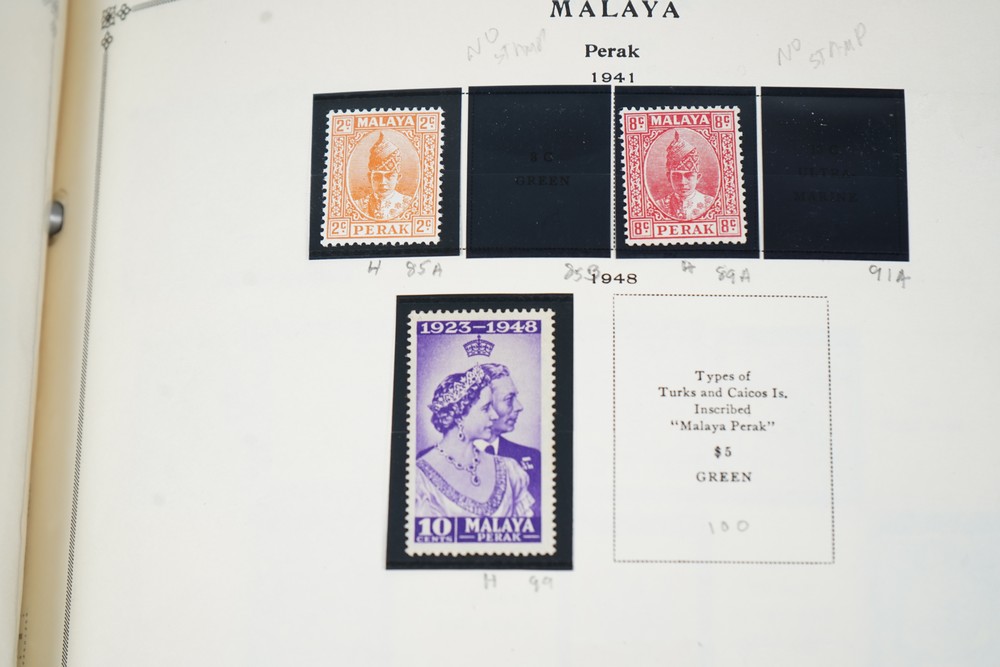 MALAYA
Perak
NO STAMP
NO STAMP
1941
2c MALAYA 2c
2c PERAK 2c
GREEN
8c MALAYA 8c
8c PERAK 8c
ULTRA-
MARINE
H 85A
85B
H 89A
91A
1948
1923-1948
10 CENTS
MALAYA
PERAK
Types of
Turks and Caicos Is.
Inscribed
"Malaya Perak"
$5
GREEN
100
H 99